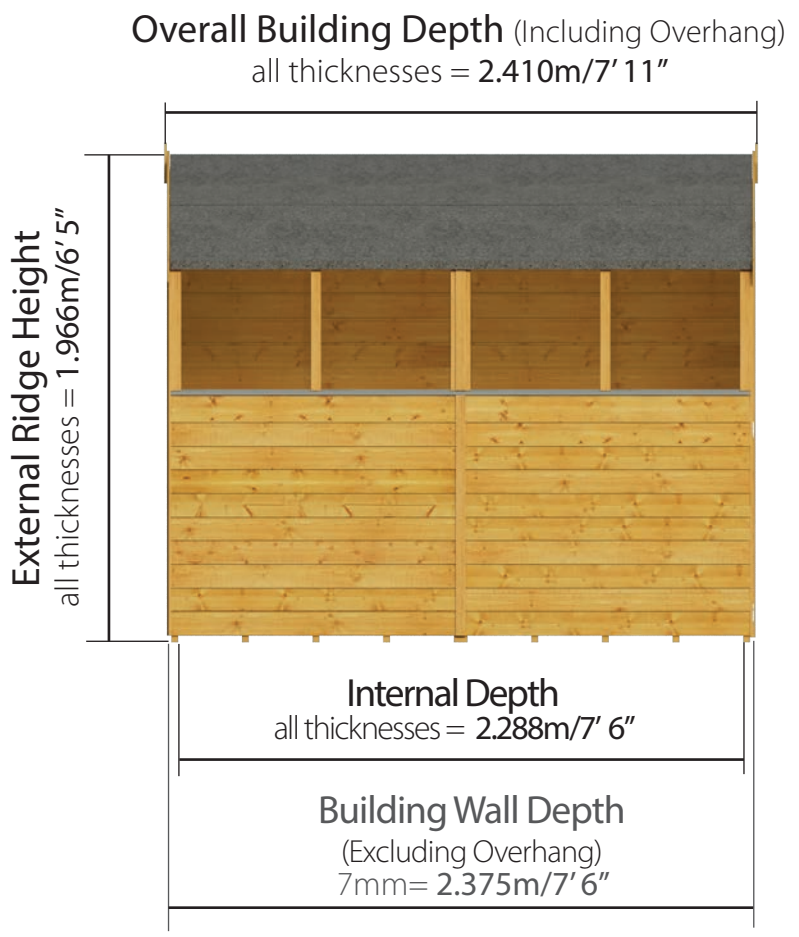 Overall Building Depth (Including Overhang)
all thicknesses = 2.410m/7’ 11”
External Ridge Height
all thicknesses = 1.966m/6’ 5”
Internal Depth
all thicknesses = 2.288m/7’ 6”
Building Wall Depth
(Excluding Overhang)
7mm= 2.375m/7’ 6”